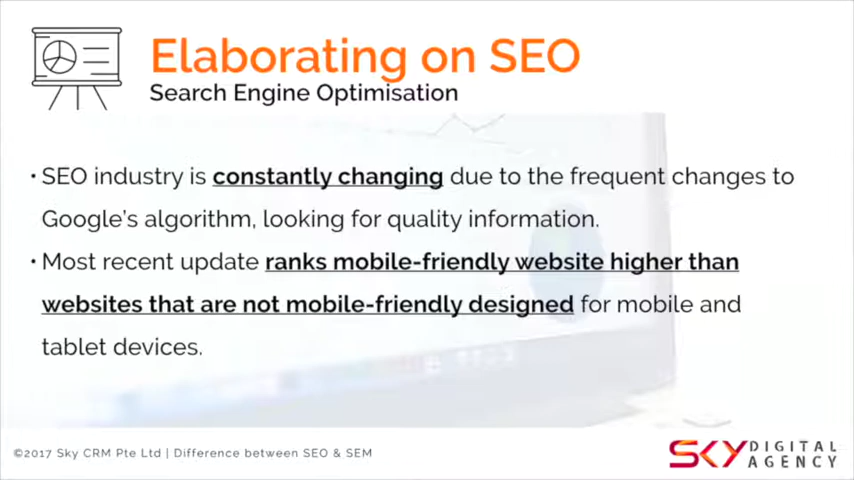 Elaborating on SEO
Search Engine Optimisation
• SEO industry is constantly changing due to the frequent changes to
Google's algorithm, looking for quality information.
• Most recent update ranks mobile-friendly website higher than
websites that are not mobile-friendly designed for mobile and
tablet devices.
©2017 Sky CRM Pte Ltd | Difference between SEO & SEM
SKY DIGITAL
AGENCY